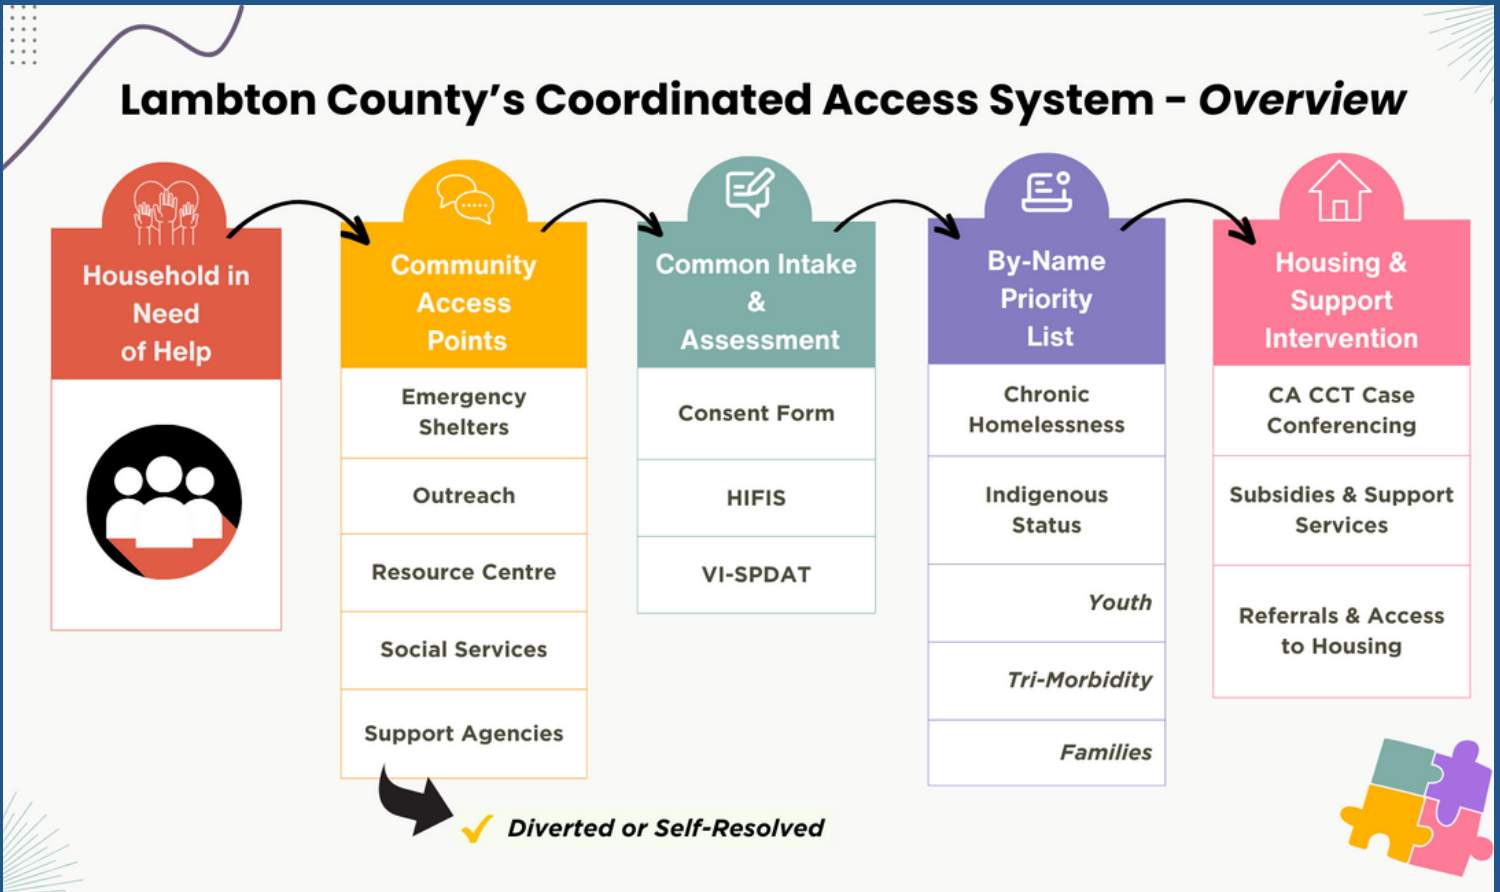 Lambton County's Coordinated Access System - Overview
Household in
Need
of Help
Community
Access
Points
Emergency
Shelters
Outreach
Resource Centre
Social Services
Support Agencies
Diverted or Self-Resolved
Common Intake
&
Assessment
Consent Form
HIFIS
VI-SPDAT
By-Name
Priority
List
Chronic
Homelessness
Indigenous
Status
Youth
Tri-Morbidity
Families
Housing &
Support
Intervention
CA CCT Case
Conferencing
Subsidies & Support
Services
Referrals & Access
to Housing